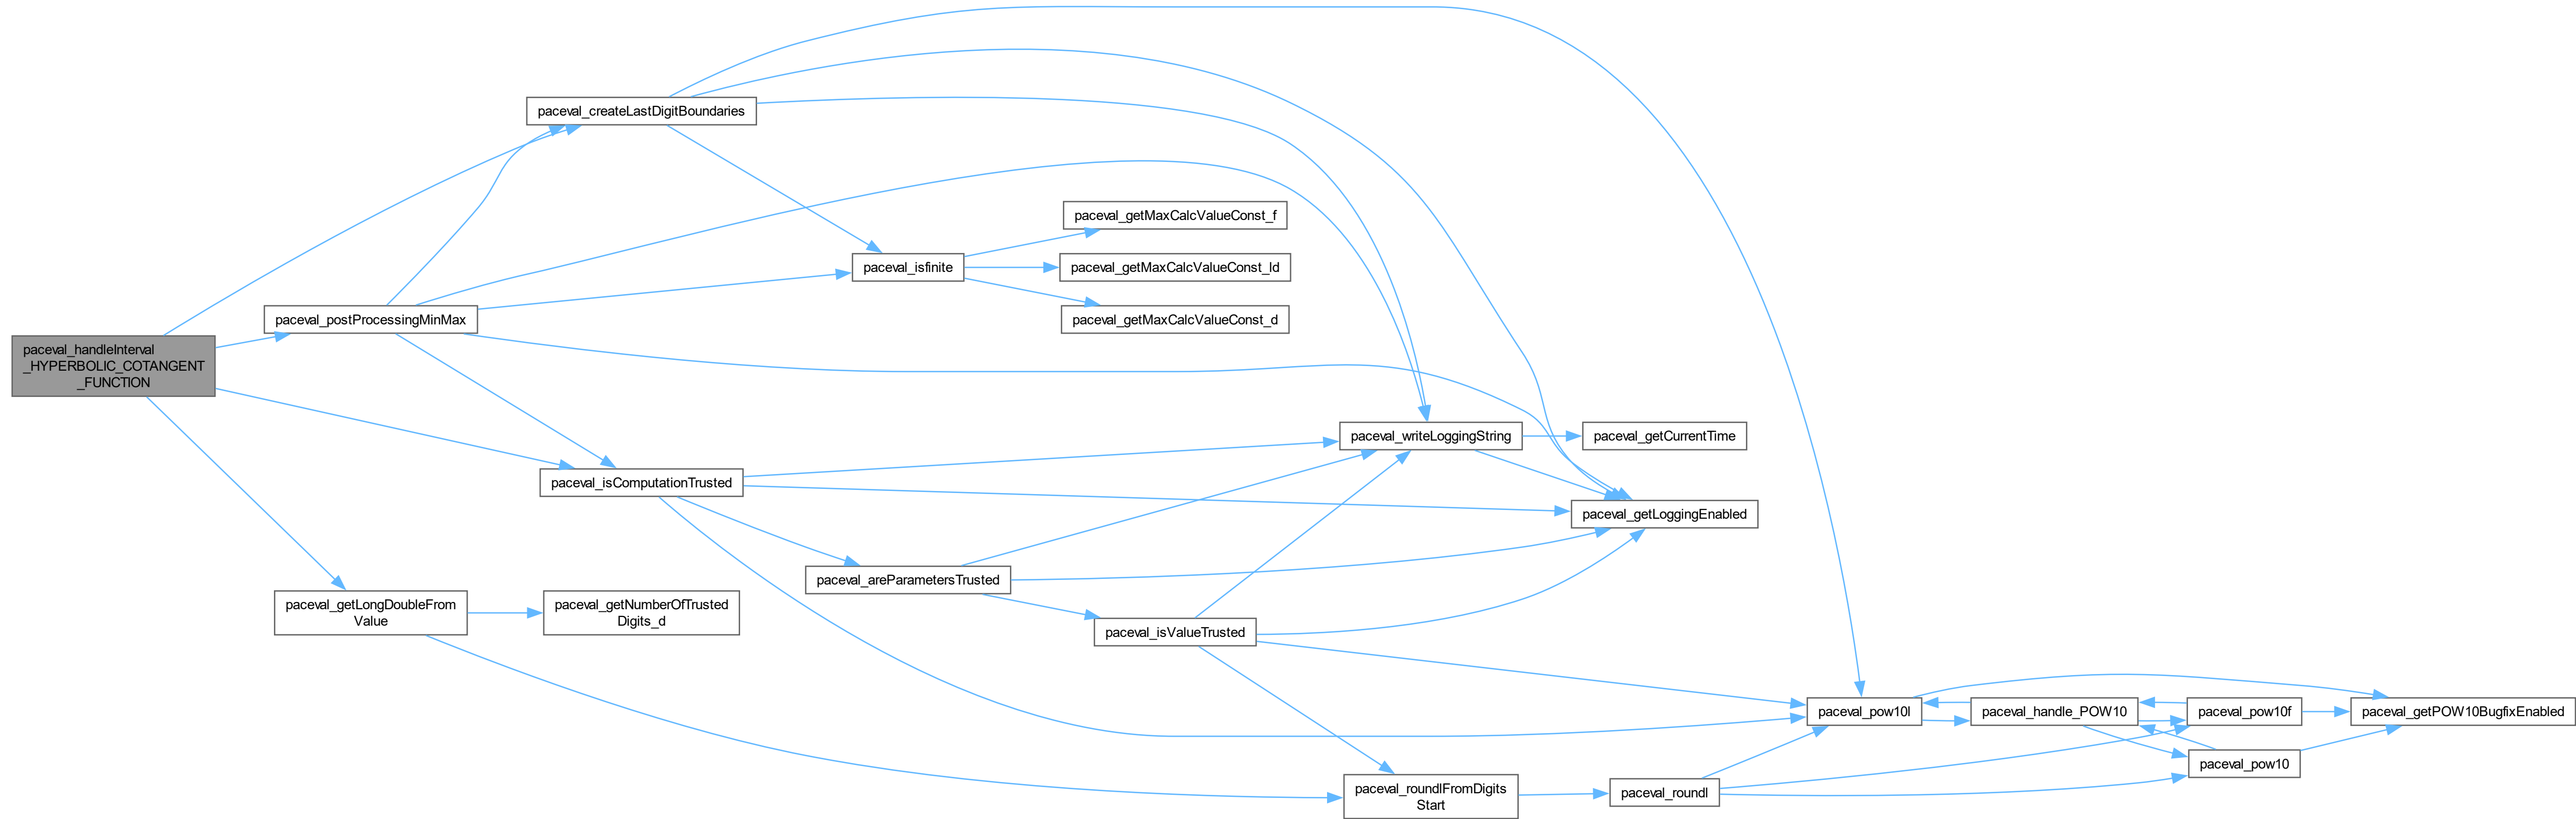 paceval_handleInterval
_HYPERBOLIC_COTANGENT
_FUNCTION
paceval_createLastDigitBoundaries
paceval_postProcessingMinMax
paceval_isfinite
paceval_getMaxCalcValueConst_f
paceval_getMaxCalcValueConst_ld
paceval_getMaxCalcValueConst_d
paceval_isComputationTrusted
paceval_writeLoggingString
paceval_getCurrentTime
paceval_getLoggingEnabled
paceval_areParametersTrusted
paceval_getLongDoubleFrom
Value
paceval_getNumberOfTrusted
Digits_d
paceval_isValueTrusted
paceval_pow10l
paceval_handle_POW10
paceval_pow10f
paceval_getPOW10BugfixEnabled
paceval_pow10
paceval_roundlFromDigits
Start
paceval_roundl